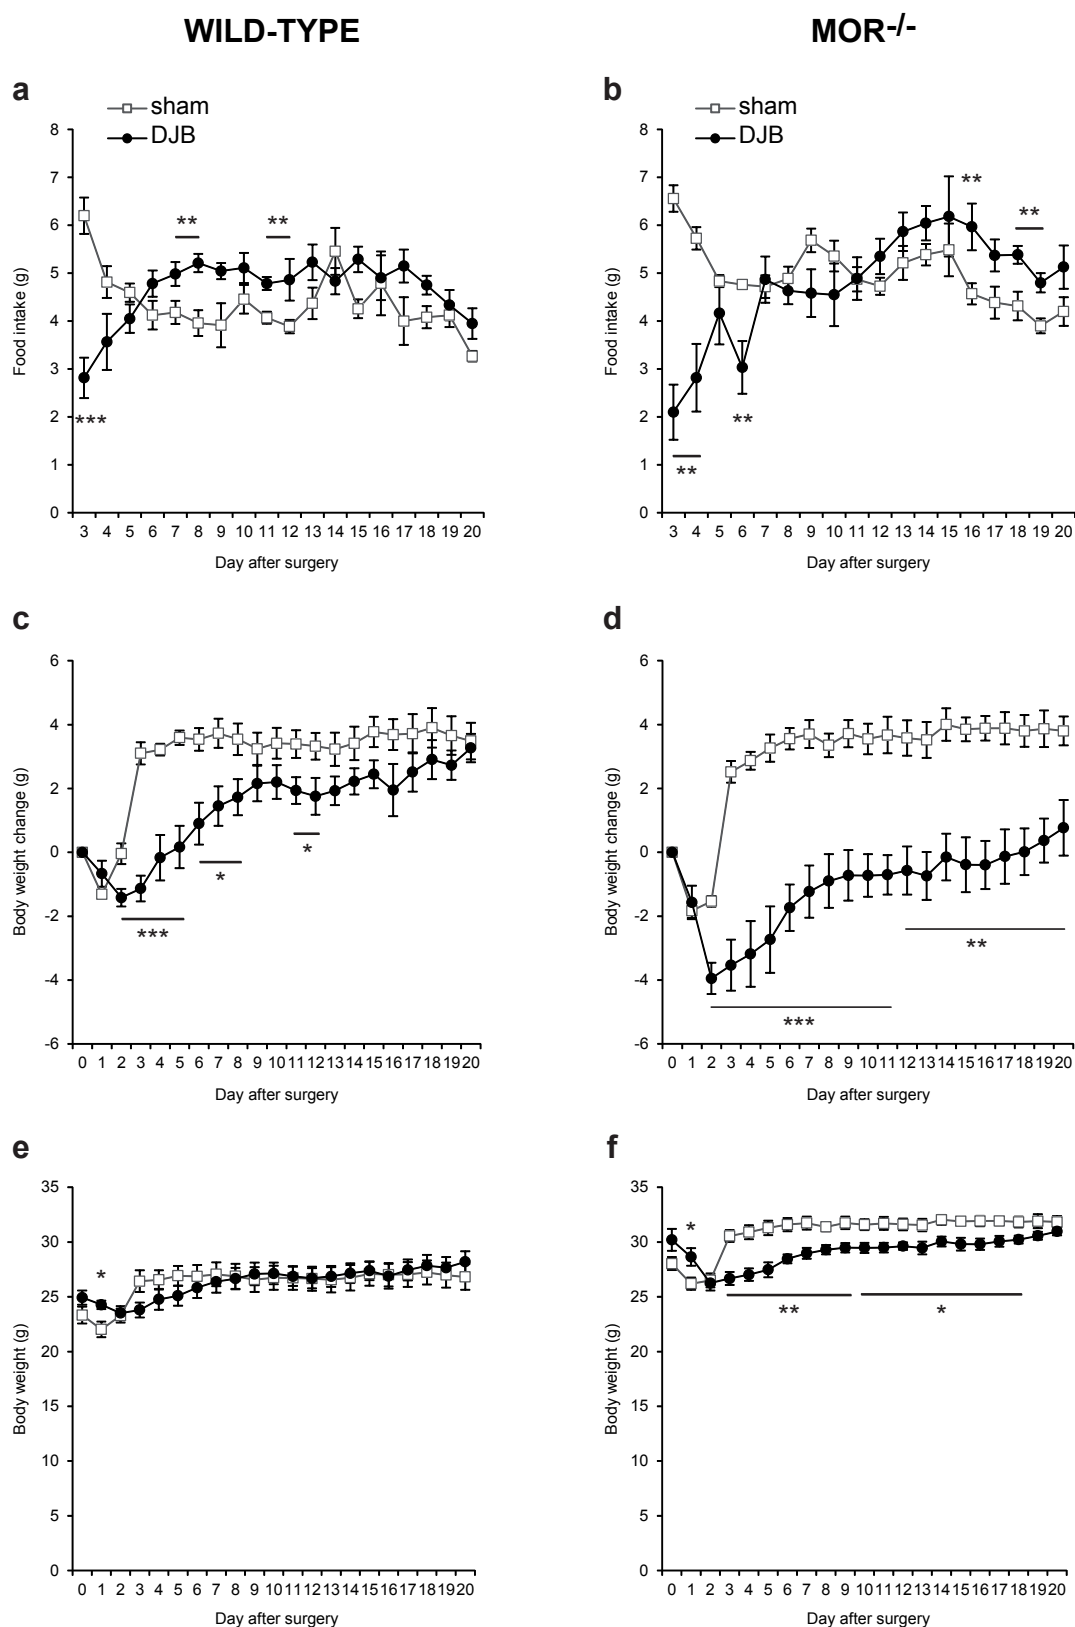 WILD-TYPE
MOR-/-
a
sham
DJB
8
7
6
5
4
3
2
1
0
Food intake (g)
**
**
***
3 4 5 6 7 8 9 10 11 12 13 14 15 16 17 18 19 20
Day after surgery
b
sham
DJB
8
7
6
5
4
3
2
1
0
Food intake (g)
**
**
**
**
3 4 5 6 7 8 9 10 11 12 13 14 15 16 17 18 19 20
Day after surgery
c
6
4
2
0
-2
-4
-6
Body weight change (g)
*
*
***
0 1 2 3 4 5 6 7 8 9 10 11 12 13 14 15 16 17 18 19 20
Day after surgery
d
6
4
2
0
-2
-4
-6
Body weight change (g)
**
***
0 1 2 3 4 5 6 7 8 9 10 11 12 13 14 15 16 17 18 19 20
Day after surgery
e
35
30
25
20
15
10
5
0
Body weight (g)
*
0 1 2 3 4 5 6 7 8 9 10 11 12 13 14 15 16 17 18 19 20
Day after surgery
f
35
30
25
20
15
10
5
0
Body weight (g)
*
**
*
0 1 2 3 4 5 6 7 8 9 10 11 12 13 14 15 16 17 18 19 20
Day after surgery